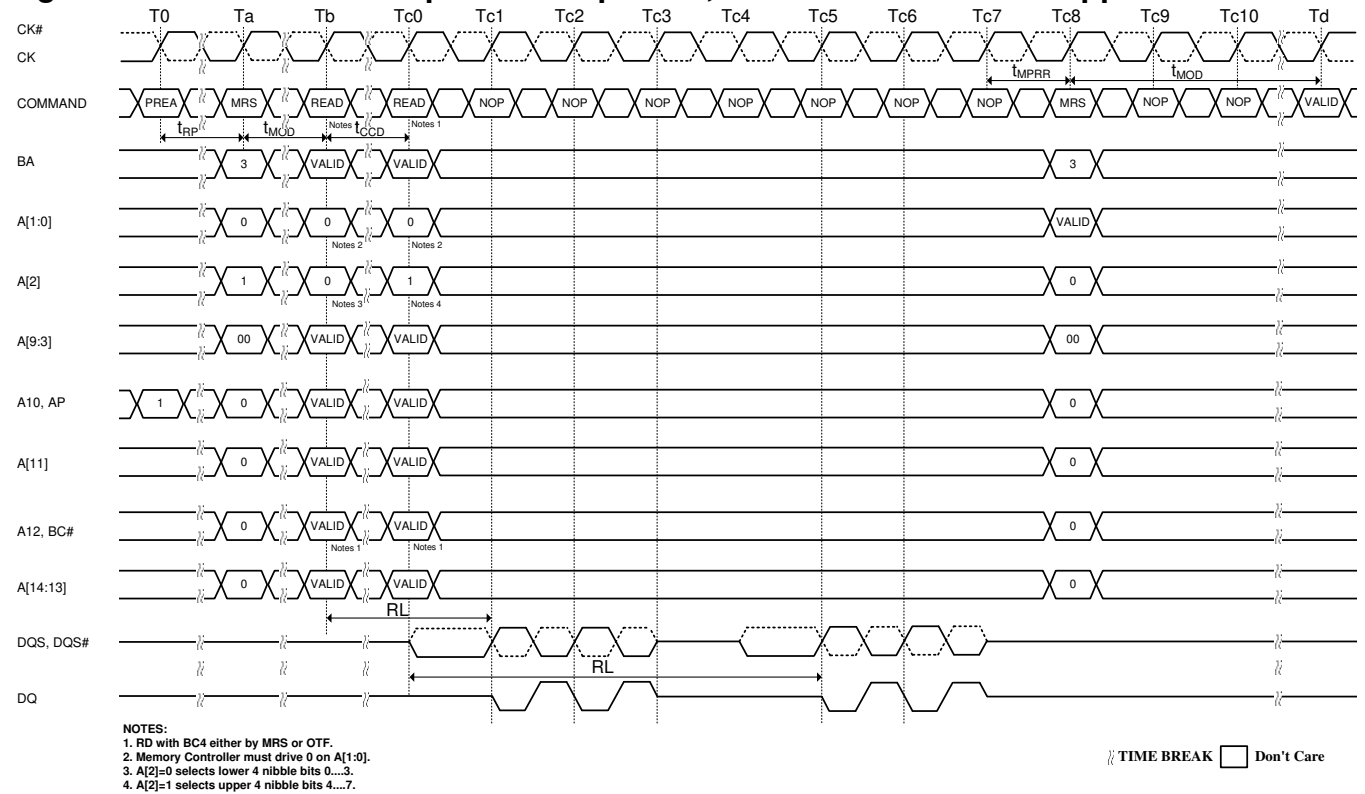 T0 Ta Tb Tc0 Tc1 Tc2 Tc3 Tc4 Tc5 Tc6 Tc7 Tc8 Tc9 Tc10 Td
CK#
CK
tMPRR tMOD
COMMAND PREA MRS READ READ NOP NOP NOP NOP NOP NOP NOP MRS NOP NOP VALID
Notes 1
tRP tMOD tCCD
BA 3 VALID VALID 3
A[1:0] 0 0 0 VALID
Notes 2 Notes 2
A[2] 1 0 1 0
Notes 3 Notes 4
A[9:3] 00 VALID VALID 00
A10, AP 1 0 VALID VALID 0
A[11] 0 VALID VALID 0
A12, BC# 0 VALID VALID 0
Notes 1 Notes 1
A[14:13] 0 VALID VALID 0
RL
DQS, DQS#
RL
DQ
NOTES:
1. RD with BC4 either by MRS or OTF.
2. Memory Controller must drive 0 on A[1:0].
3. A[2]=0 selects lower 4 nibble bits 0....3.
4. A[2]=1 selects upper 4 nibble bits 4....7.
TIME BREAK Don't Care